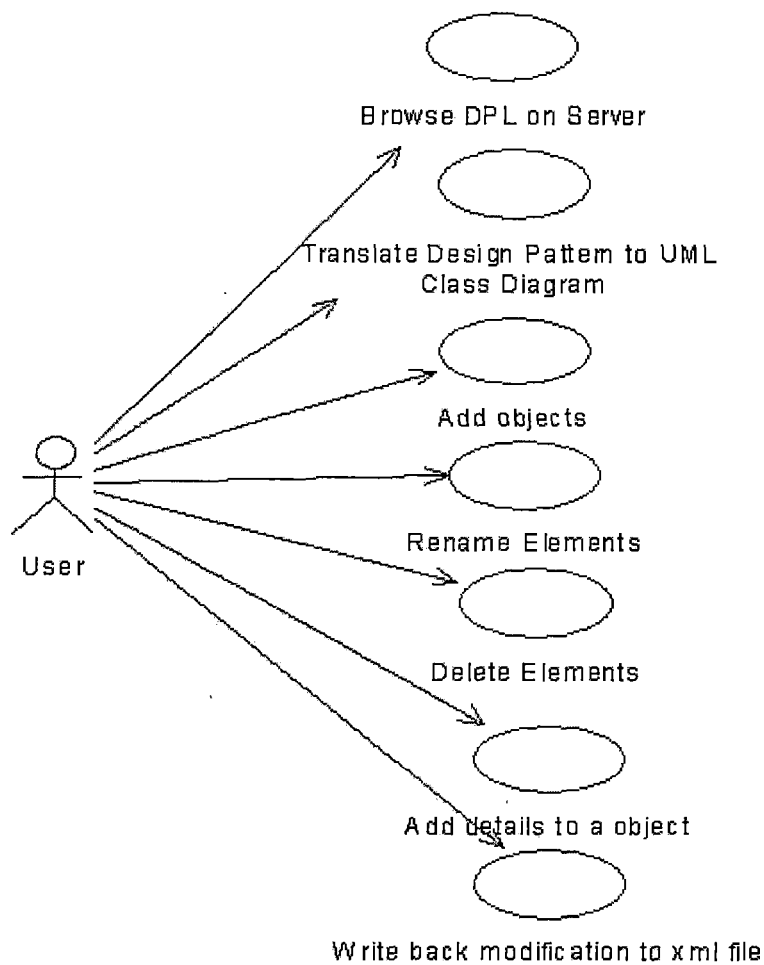 Browse DPL on Server
Translate Design Pattern to UML
Class Diagram
Add objects
Rename Elements
User
Delete Elements
Add details to a object
Write back modification to xml file